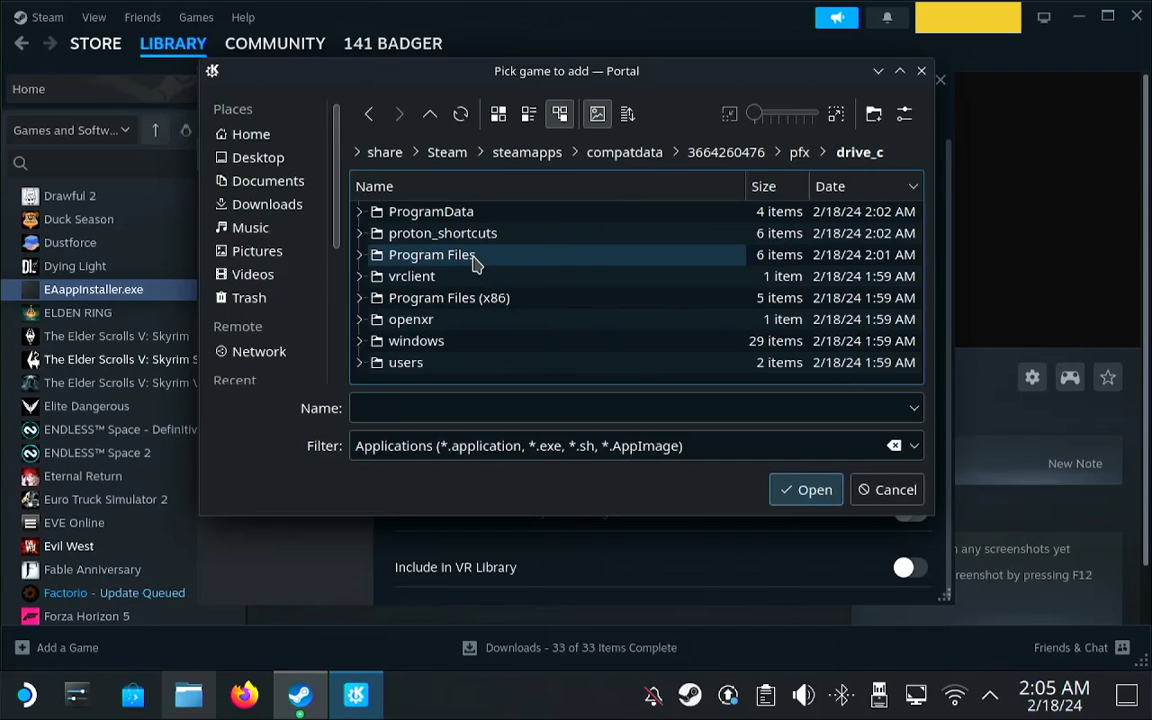 Steam View Friends Games Help
STORE LIBRARY COMMUNITY 141 BADGER
Home
Games and Softw...
Drawful 2
Duck Season
Dustforce
Dying Light
EAappInstaller.exe
ELDEN RING
The Elder Scrolls V: Skyrim
The Elder Scrolls V: Skyrim S
The Elder Scrolls V: Skyrim V
Elite Dangerous
ENDLESS™ Space - Definitiv
ENDLESS™ Space 2
Eternal Return
Euro Truck Simulator 2
EVE Online
Evil West
Fable Anniversary
Factorio - Update Queued
Forza Horizon 5
Pick game to add — Portal
Places
Home
Desktop
Documents
Downloads
Music
Pictures
Videos
Trash
Remote
Network
Recent
> share > Steam > steamapps > compatdata > 3664260476 > pfx > drive_c
Name Size Date
ProgramData 4 items 2/18/24 2:02 AM
proton_shortcuts 6 items 2/18/24 2:02 AM
Program Files 6 items 2/18/24 2:01 AM
vrclient 1 item 2/18/24 1:59 AM
Program Files (x86) 5 items 2/18/24 1:59 AM
openxr 1 item 2/18/24 1:59 AM
windows 29 items 2/18/24 1:59 AM
users 2 items 2/18/24 1:59 AM
Name:
Filter: Applications (*.application, *.exe, *.sh, *.AppImage)
Open Cancel
Include in VR Library
New Note
any screenshots yet
reenshot by pressing F12
Add a Game
Downloads - 33 of 33 Items Complete
Friends & Chat
2:05 AM
2/18/24